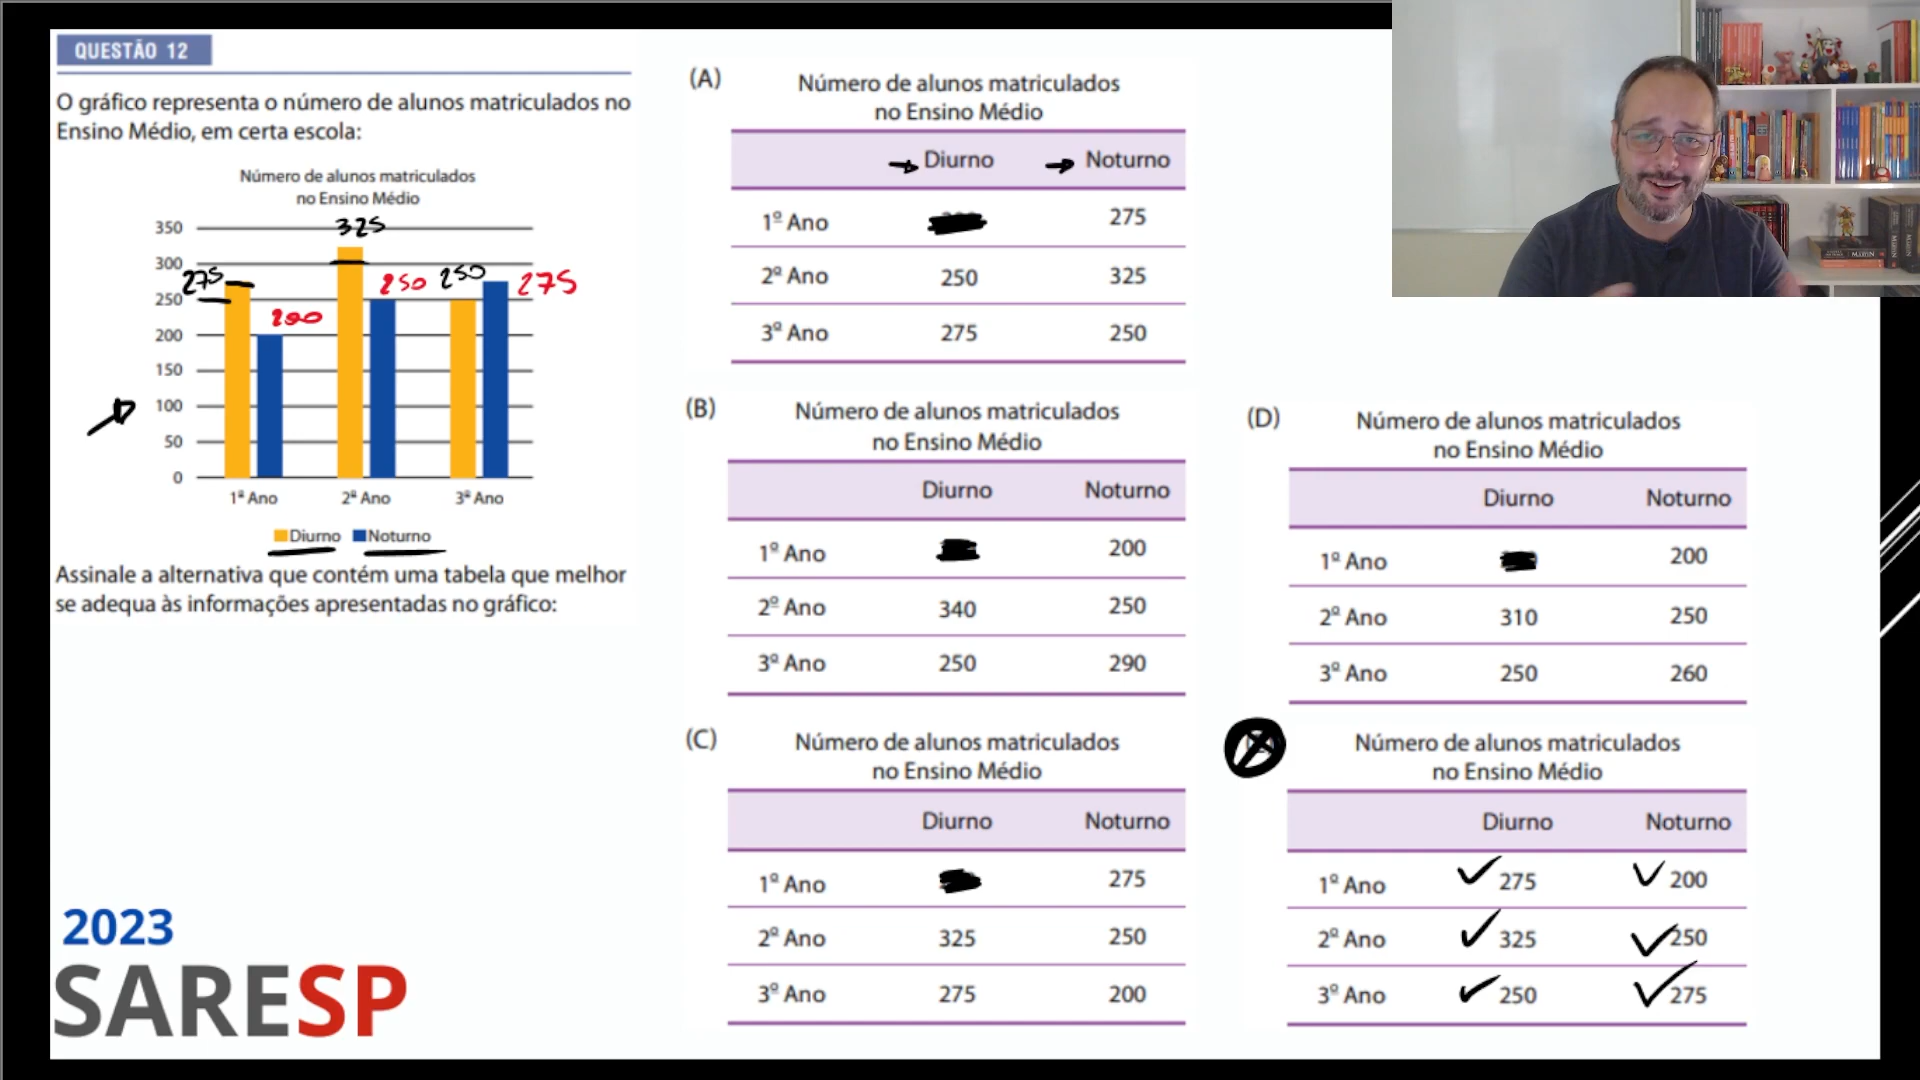 QUESTÃO 12
O gráfico representa o número de alunos matriculados no
Ensino Médio, em certa escola:
Número de alunos matriculados
no Ensino Médio
350
300
250
200
150
100
50
0
325
275
200
250
250
275
1ª Ano
2ª Ano
3ª Ano
Diurno Noturno
Assinale a alternativa que contém uma tabela que melhor
se adequa às informações apresentadas no gráfico:
2023
SARESP
(A)
Número de alunos matriculados
no Ensino Médio
Diurno Noturno
1º Ano 275
2º Ano 250 325
3º Ano 275 250
(B)
Número de alunos matriculados
no Ensino Médio
Diurno Noturno
1º Ano 200
2º Ano 340 250
3º Ano 250 290
(C)
Número de alunos matriculados
no Ensino Médio
Diurno Noturno
1º Ano 275
2º Ano 325 250
3º Ano 275 200
(D)
Número de alunos matriculados
no Ensino Médio
Diurno Noturno
1º Ano 200
2º Ano 310 250
3º Ano 250 260
Número de alunos matriculados
no Ensino Médio
Diurno Noturno
1º Ano 275 200
2º Ano 325 250
3º Ano 250 275